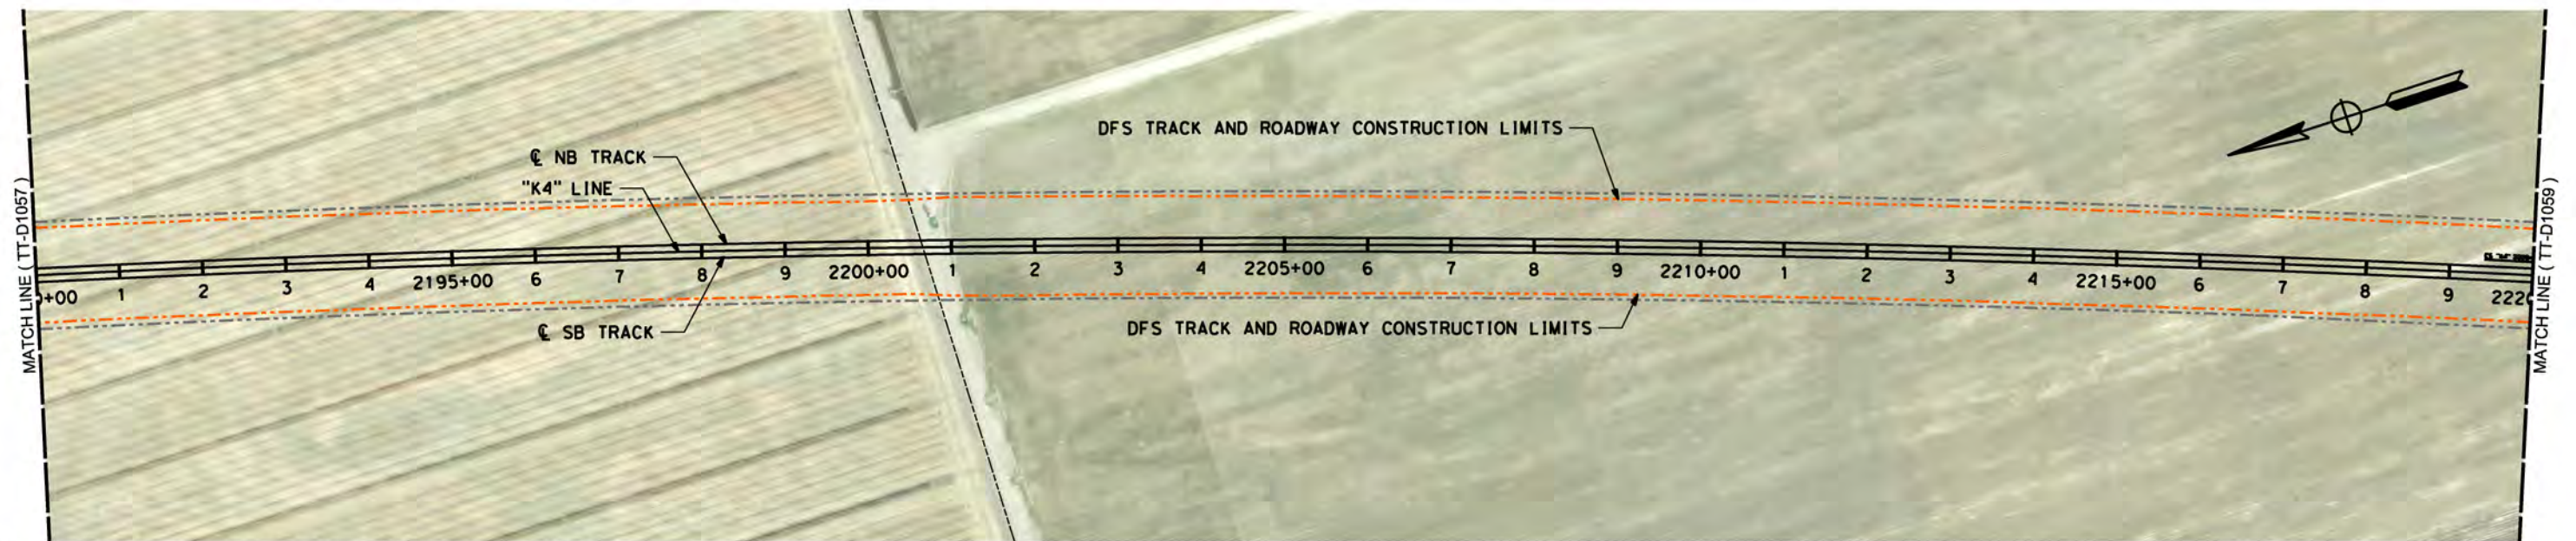 MATCH LINE ( TT-D1057 )
DFS TRACK AND ROADWAY CONSTRUCTION LIMITS
℄ NB TRACK
"K4" LINE
+00 1 2 3 4 2195+00 6 7 8 9 2200+00 1 2 3 4 2205+00 6 7 8 9 2210+00 1 2 3 4 2215+00 6 7 8 9 222
℄ SB TRACK
DFS TRACK AND ROADWAY CONSTRUCTION LIMITS
MATCH LINE ( TT-D1059 )